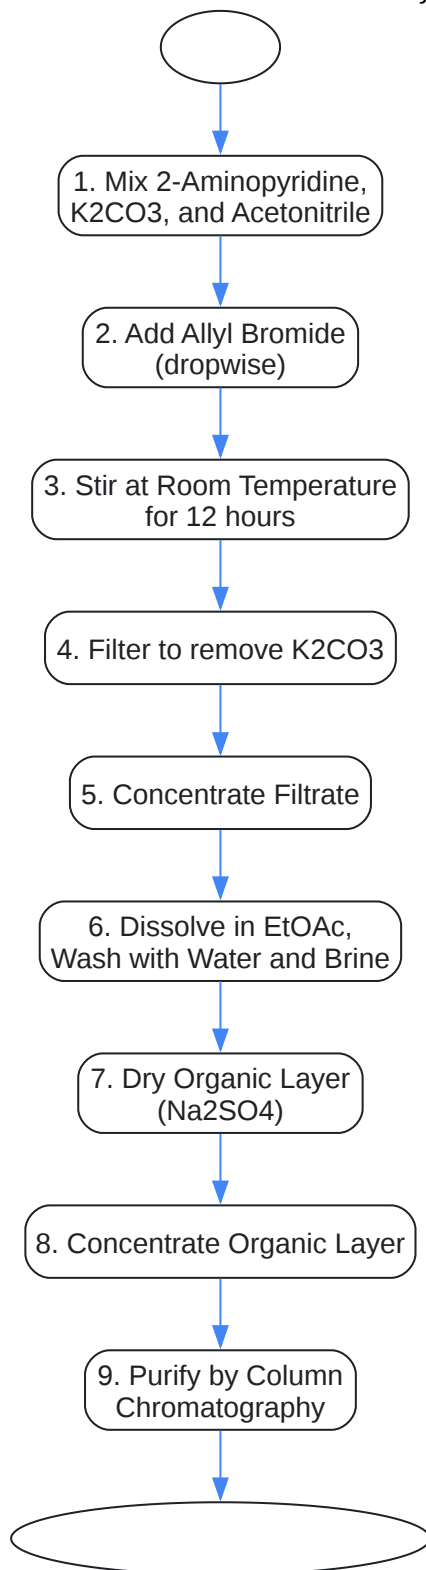 1. Mix 2-Aminopyridine,
K2CO3, and Acetonitrile
2. Add Allyl Bromide
(dropwise)
3. Stir at Room Temperature
for 12 hours
4. Filter to remove K2CO3
5. Concentrate Filtrate
6. Dissolve in EtOAc,
Wash with Water and Brine
7. Dry Organic Layer
(Na2SO4)
8. Concentrate Organic Layer
9. Purify by Column
Chromatography